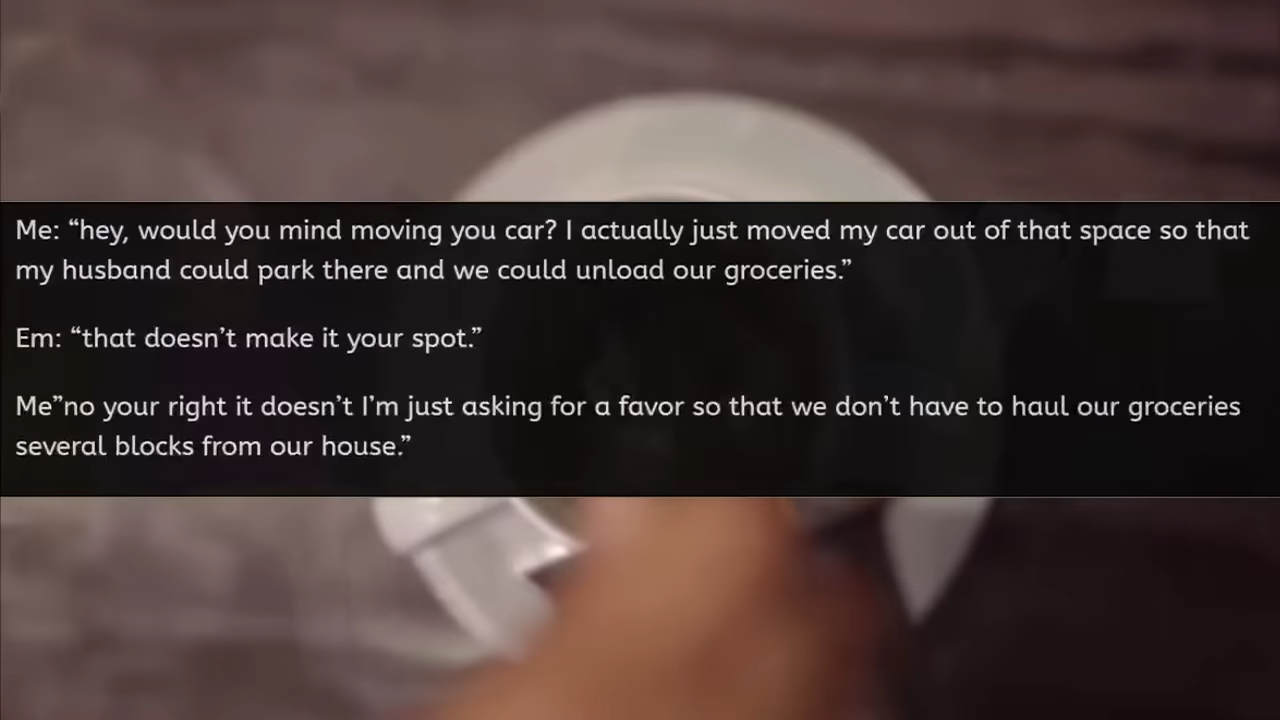 Me: “hey, would you mind moving you car? I actually just moved my car out of that space so that
my husband could park there and we could unload our groceries.”
Em: “that doesn’t make it your spot.”
Me”no your right it doesn’t I’m just asking for a favor so that we don’t have to haul our groceries
several blocks from our house.”